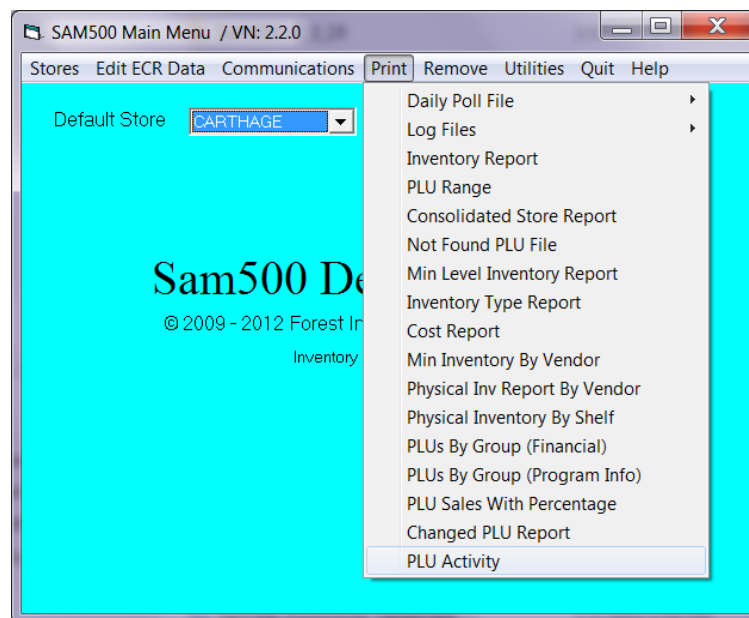 SAM500 Main Menu / VN: 2.2.0
Stores Edit ECR Data Communications Print Remove Utilities Quit Help
Default Store CARTHAGE
Daily Poll File
Log Files
Inventory Report
PLU Range
Consolidated Store Report
Not Found PLU File
Min Level Inventory Report
Inventory Type Report
Cost Report
Min Inventory By Vendor
Physical Inv Report By Vendor
Physical Inventory By Shelf
PLUs By Group (Financial)
PLUs By Group (Program Info)
PLU Sales With Percentage
Changed PLU Report
PLU Activity
Sam500 De
© 2009 - 2012 Forest In
Inventory